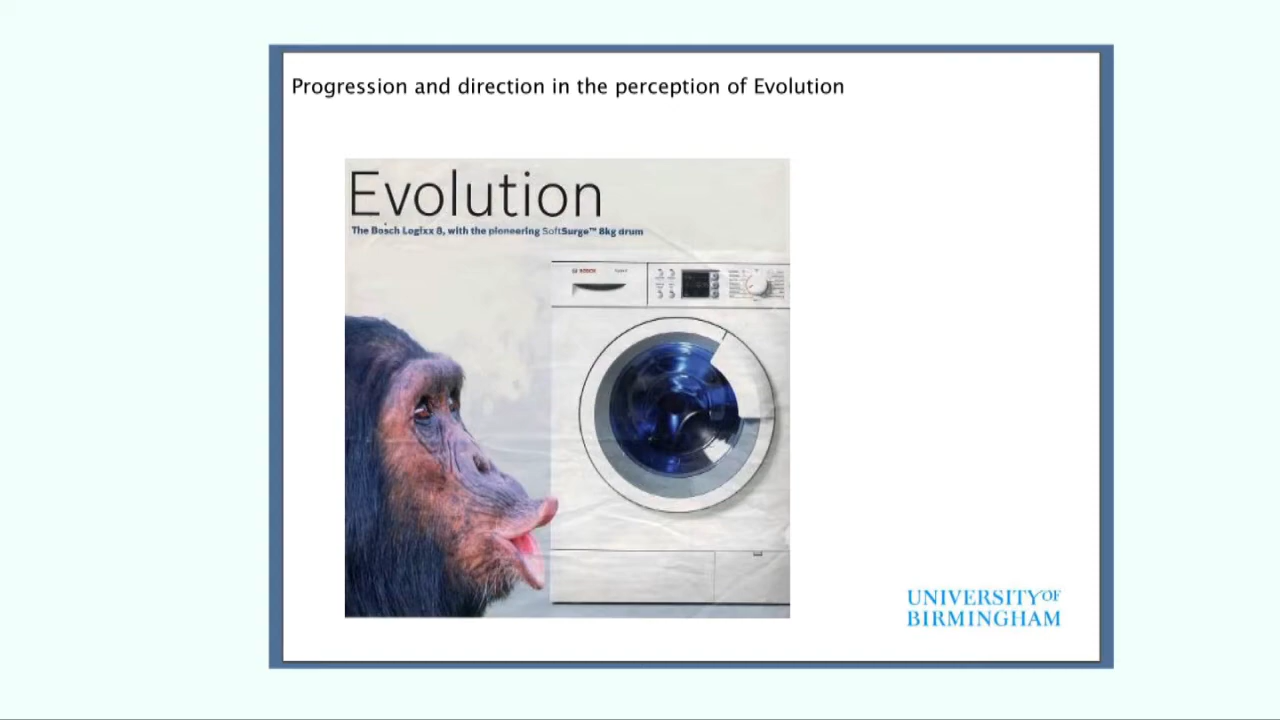 Progression and direction in the perception of Evolution
Evolution
The Bosch Logixx 8, with the pioneering SoftSurge™ 8kg drum
BOSCH
UNIVERSITY OF
BIRMINGHAM